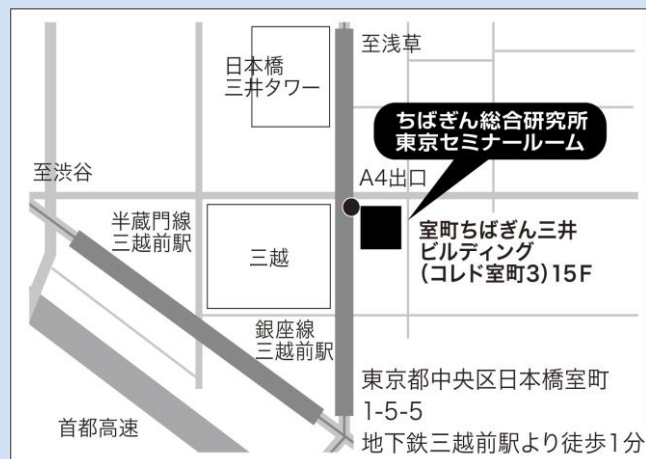 至浅草
日本橋
三井タワー
ちばぎん総合研究所
東京セミナールーム
至渋谷
A4出口
半蔵門線
三越前駅
三越
室町ちばぎん三井
ビルディング
(コレド室町3)15F
銀座線
三越前駅
東京都中央区日本橋室町
1-5-5
地下鉄三越前駅より徒歩1分
首都高速